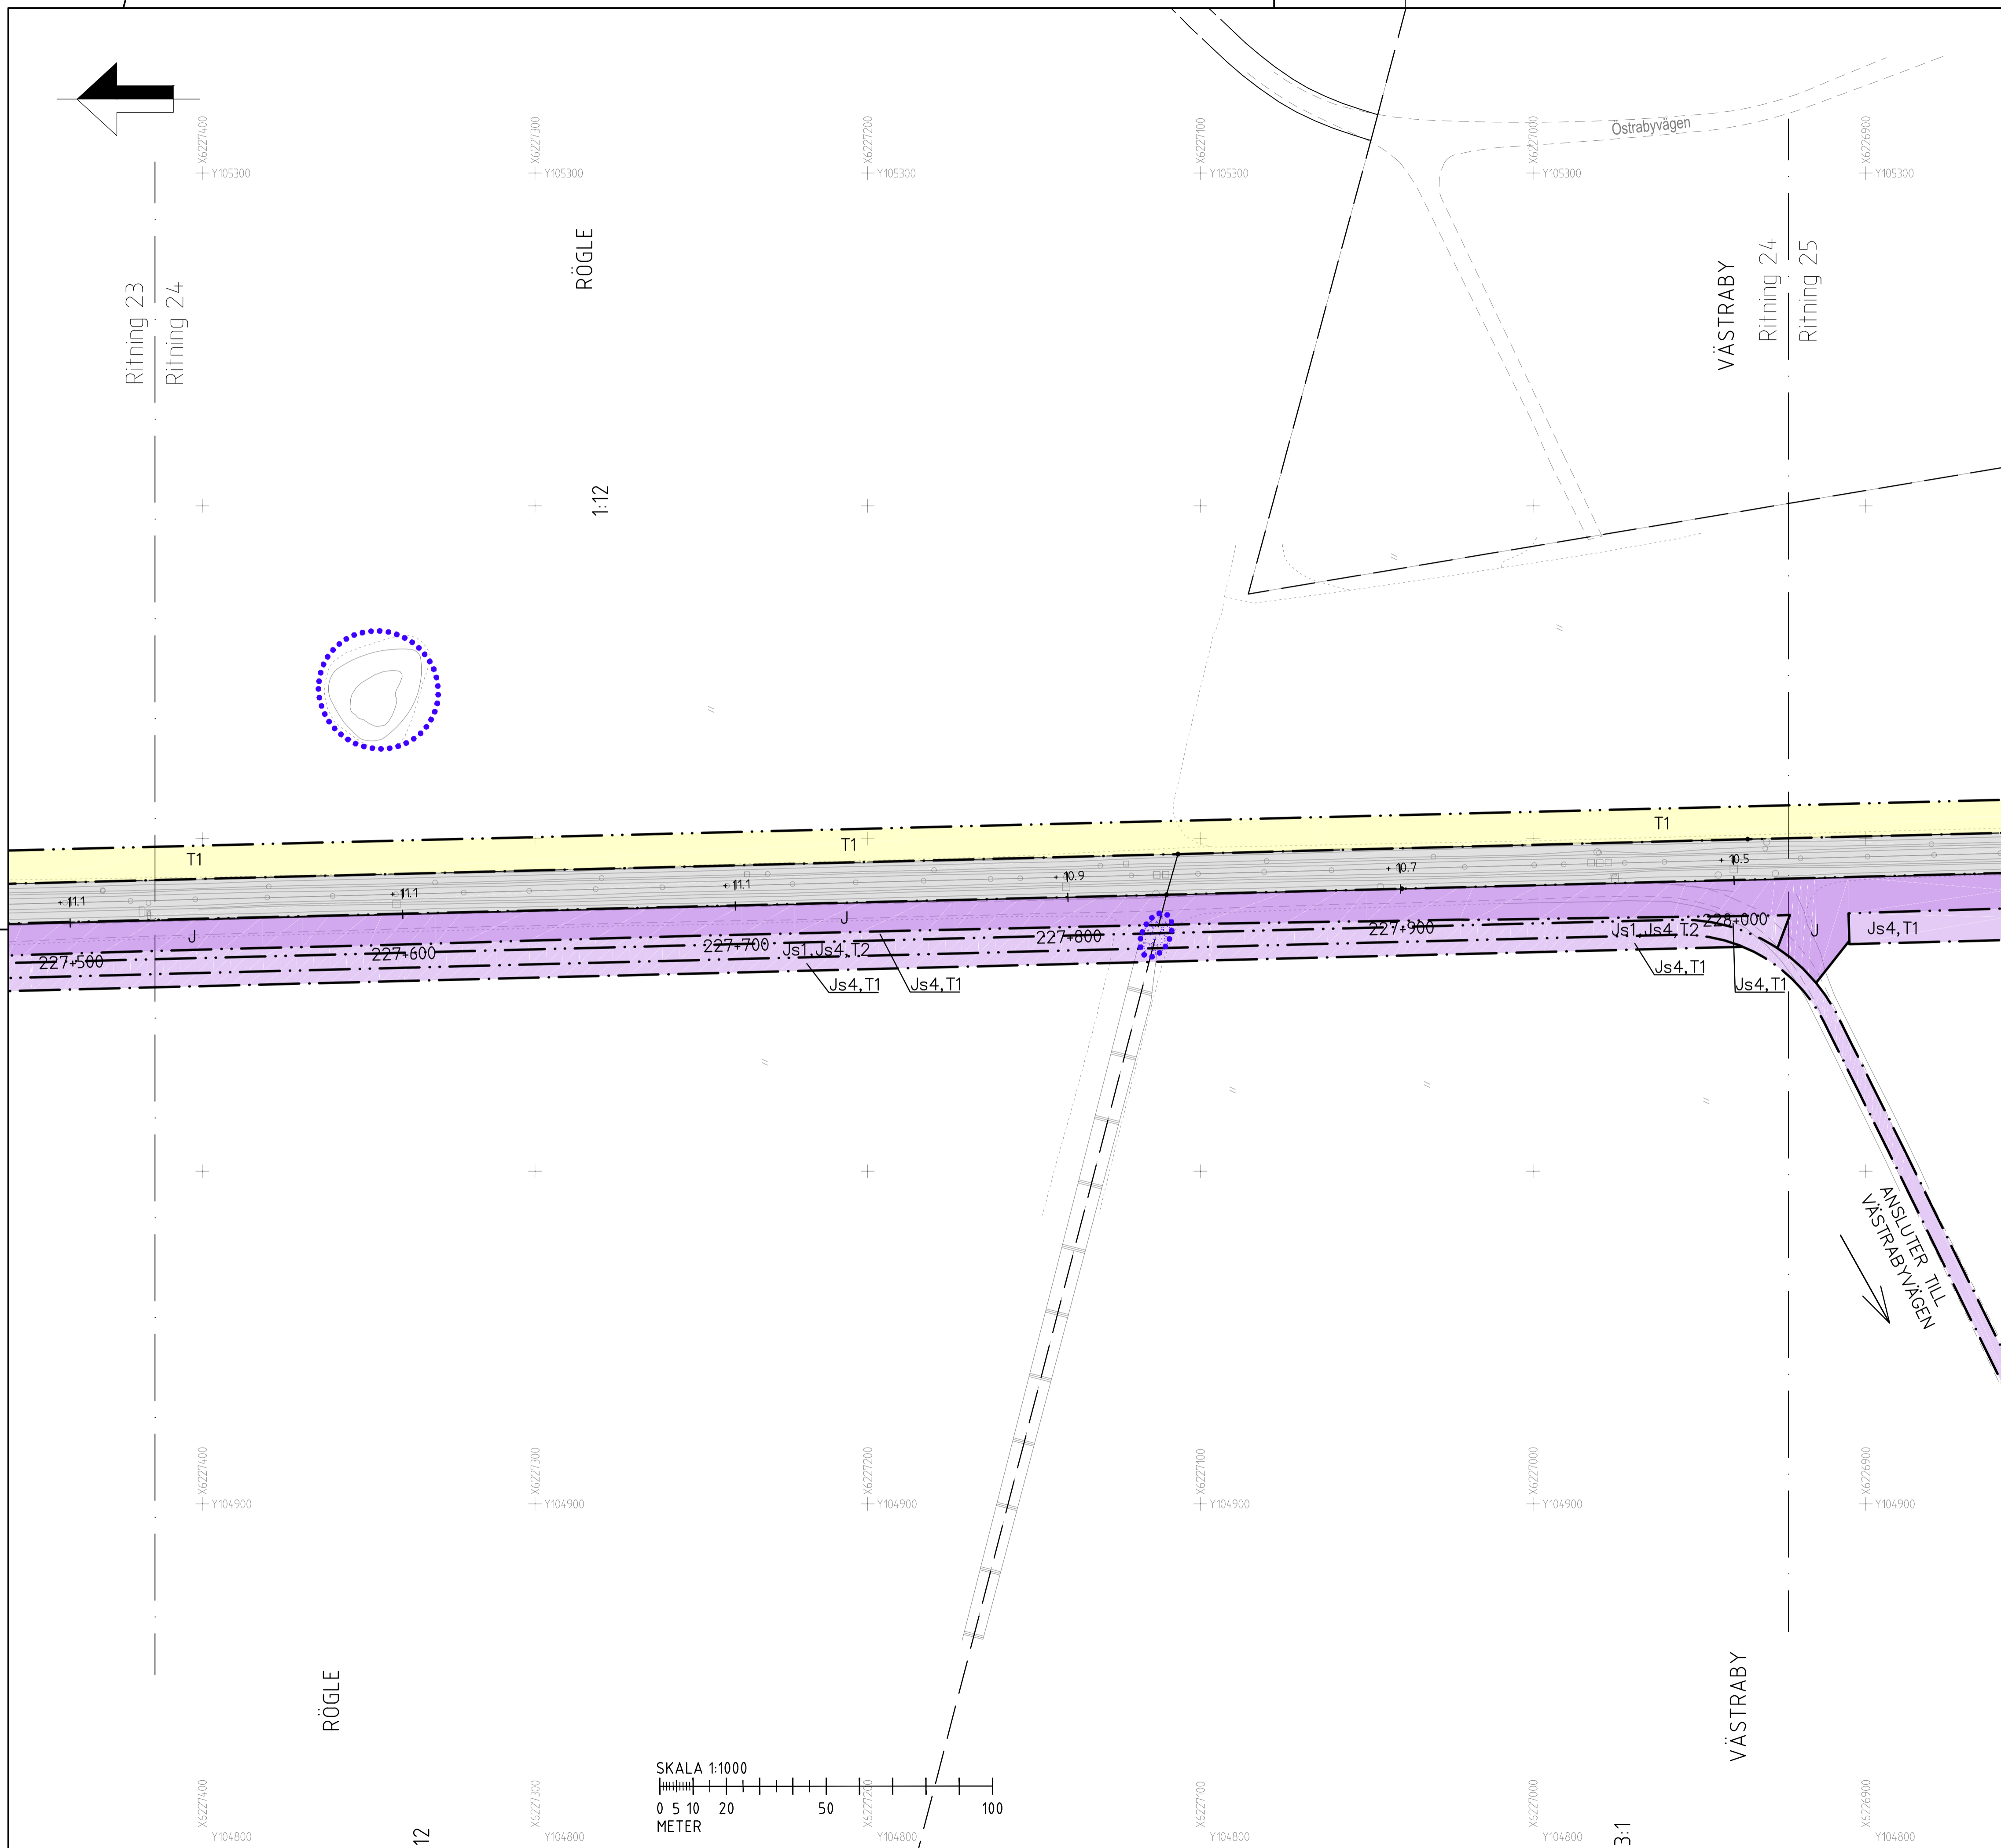 X6227400
X6227300
X6227200
X6227100
X6227000
X6226900
Y105300
Y105300
Y105300
Y105300
Y105300
Y105300
Östrabyvägen
Ritning 23
Ritning 24
RÖGLE
VÄSTRABY
Ritning 24
Ritning 25
1:12
T1
T1
T1
+ 11.1
+ 11.1
+ 11.1
+ 10.9
+ 10.7
+ 10.5
J
J
J
227+500
227+600
227+700
227+800
227+900
228+000
Js1,Js4,T2
Js1,Js4,T2
Js4,T1
Js4,T1
Js4,T1
Js4,T1
Js4,T1
ANSLUTER TILL
VÄSTRABYVÄGEN
X6227400
X6227300
X6227200
X6227100
X6227000
X6226900
Y104900
Y104900
Y104900
Y104900
Y104900
Y104900
RÖGLE
VÄSTRABY
SKALA 1:1000
0 5 10 20 50 100
METER
X6227400
X6227300
X6227200
X6227100
X6227000
X6226900
Y104800
Y104800
Y104800
Y104800
Y104800
Y104800
12
3:1